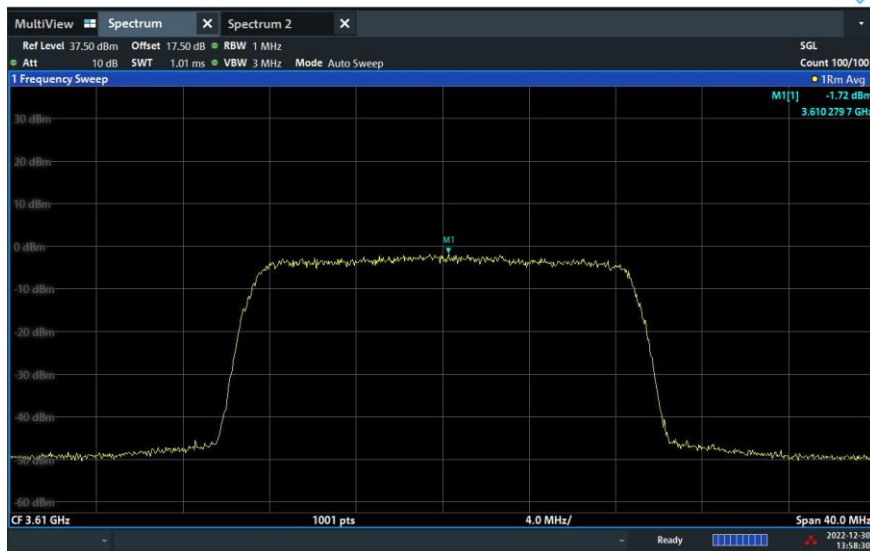 MultiView Spectrum X Spectrum 2 X
Ref Level 37.50 dBm Offset 17.50 dB RBW 1 MHz SGL
Att 10 dB SWT 1.01 ms VBW 3 MHz Mode Auto Sweep Count 100/100
1 Frequency Sweep 1Rm Avg
M1[1] -1.72 dBm
3.610 279 7 GHz
30 dBm
20 dBm
10 dBm
M1
0 dBm
-10 dBm
-20 dBm
-30 dBm
-40 dBm
-50 dBm
-60 dBm
CF 3.61 GHz 1001 pts 4.0 MHz/ Span 40.0 MHz
Ready 2022-12-30
13:58:30